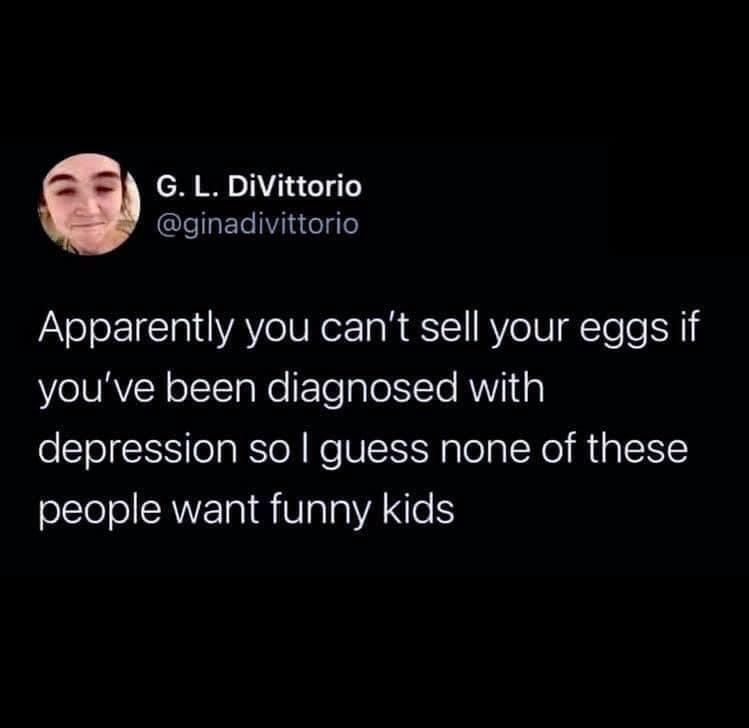 G. L. DiVittorio
@ginadivittorio
Apparently you can't sell your eggs if
you've been diagnosed with
depression so I guess none of these
people want funny kids